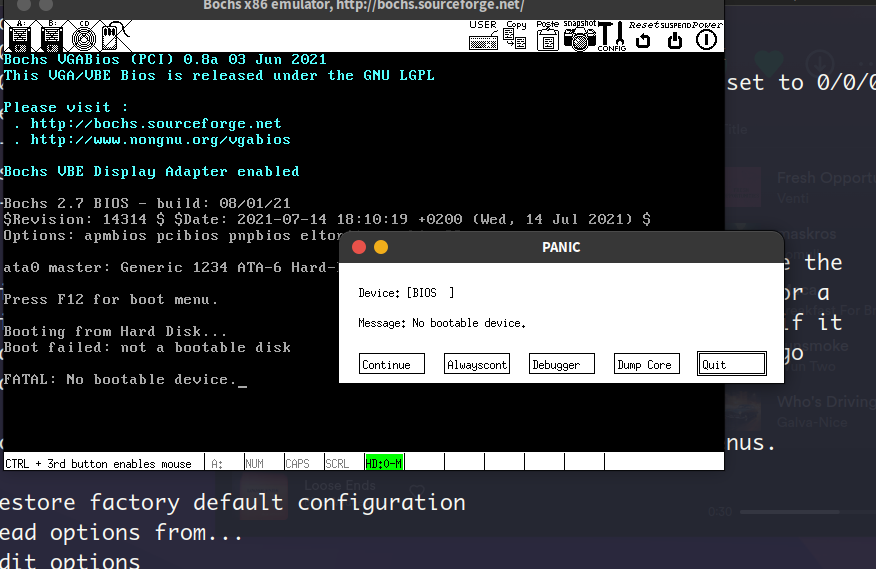 Bochs x86 emulator, http://bochs.sourceforge.net/
A: B: CD
USER Copy Paste snapshot CONFIG Reset SUSPEND Power
Bochs VGABios (PCI) 0.8a 03 Jun 2021
This VGA/VBE Bios is released under the GNU LGPL
Please visit :
. http://bochs.sourceforge.net
. http://www.nongnu.org/vgabios
Bochs VBE Display Adapter enabled
Bochs 2.7 BIOS - build: 08/01/21
$Revision: 14314 $ $Date: 2021-07-14 18:10:19 +0200 (Wed, 14 Jul 2021) $
Options: apmbios pcibios pnpbios eltor
ata0 master: Generic 1234 ATA-6 Hard-
Press F12 for boot menu.
Booting from Hard Disk...
Boot failed: not a bootable disk
FATAL: No bootable device._
PANIC
Device: [BIOS ]
Message: No bootable device.
Continue Alwayscont Debugger Dump Core Quit
CTRL + 3rd button enables mouse A: NUM CAPS SCRL HD:0-M
set to 0/0/0
Title
Fresh Opportu
Venti
maskros
e the
or a
if it
go
Who's Driving
Galva-Nice
nus.
Loose Ends
0:30
estore factory default configuration
ead options from...
dit options